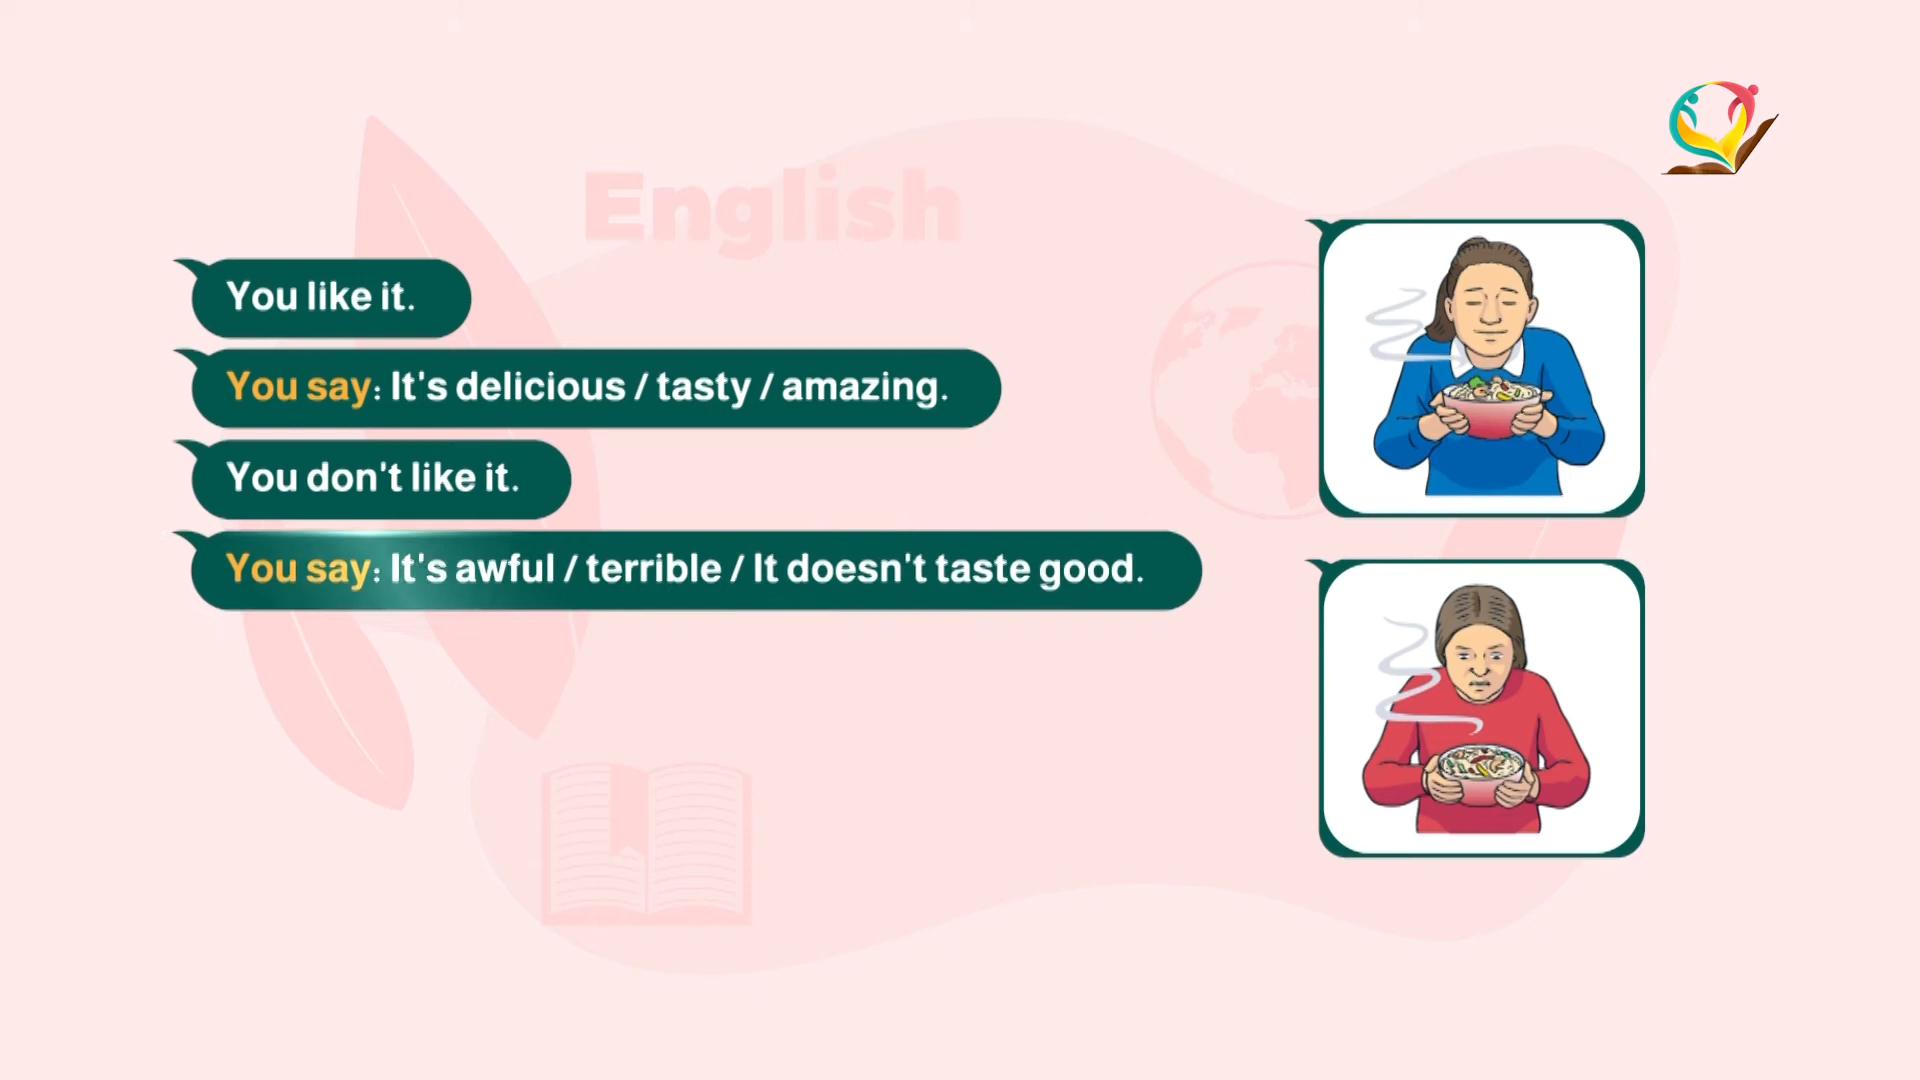 English
You like it.
You say: It's delicious / tasty / amazing.
You don't like it.
You say: It's awful / terrible / It doesn't taste good.